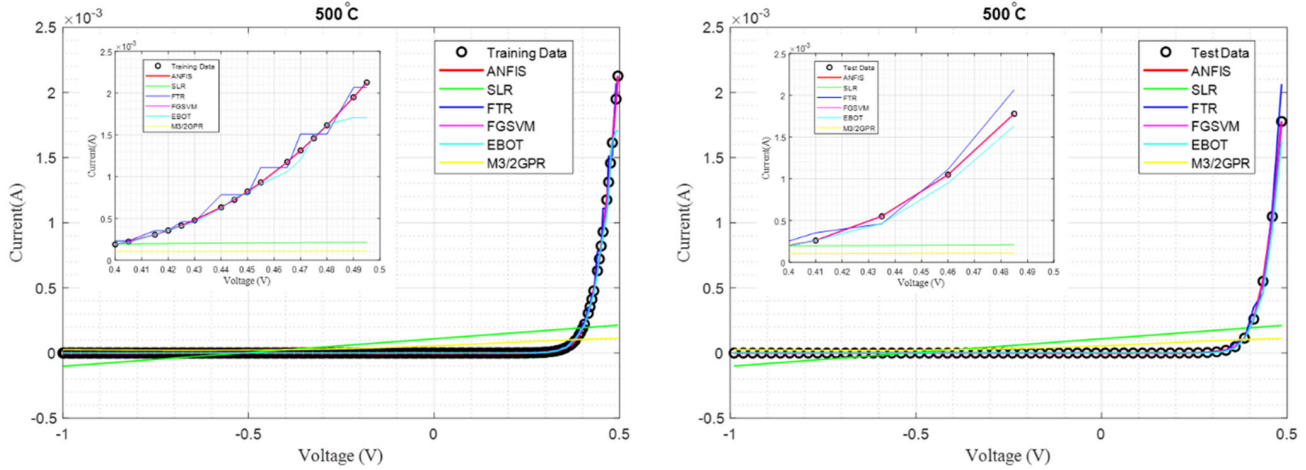 500°C
×10⁻³
2.5
2
1.5
1
0.5
0
-0.5
-1
-0.5
0
0.5
Voltage (V)
Current(A)
Training Data
ANFIS
SLR
FTR
FGSVM
EBOT
M3/2GPR
×10⁻³
2.5
2
1.5
1
0.5
0
0.4
0.41
0.42
0.43
0.44
0.45
0.46
0.47
0.48
0.49
0.5
Voltage (V)
Current(A)
Training Data
ANFIS
SLR
FTR
FGSVM
EBOT
M3/2GPR
500°C
×10⁻³
2.5
2
1.5
1
0.5
0
-0.5
-1
-0.5
0
0.5
Voltage (V)
Current(A)
Test Data
ANFIS
SLR
FTR
FGSVM
EBOT
M3/2GPR
×10⁻³
2.5
2
1.5
1
0.5
0
0.4
0.41
0.42
0.43
0.44
0.45
0.46
0.47
0.48
0.49
0.5
Voltage (V)
Current(A)
Test Data
ANFIS
SLR
FTR
FGSVM
EBOT
M3/2GPR